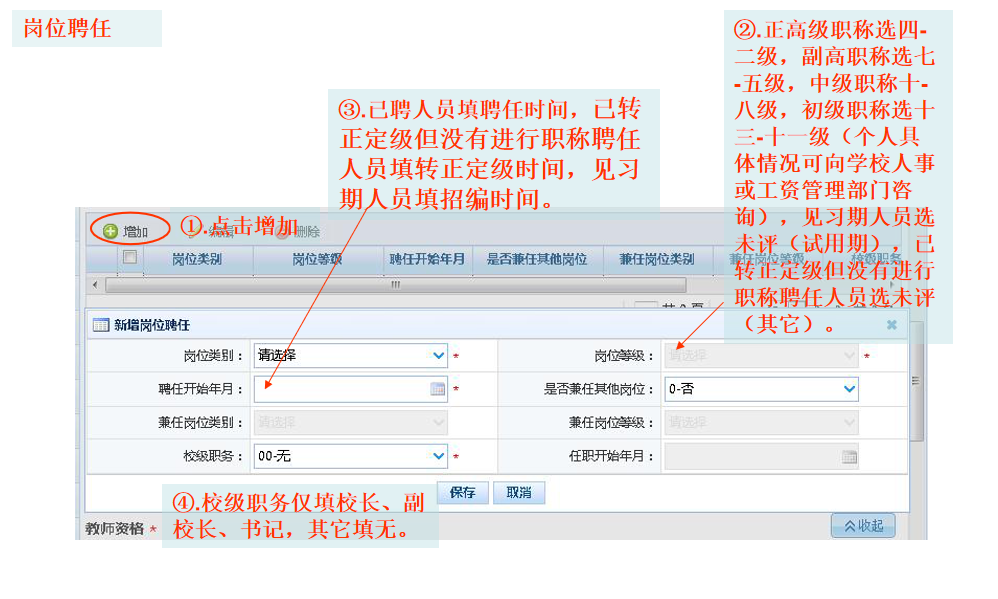 岗位聘任
②.正高级职称选四-
二级，副高职称选七
-五级，中级职称十-
八级，初级职称选十
三-十一级（个人具
体情况可向学校人事
或工资管理部门咨
询），见习期人员选
未评（试用期），已
转正定级但没有进行
职称聘任人员选未评
（其它）。
③.已聘人员填聘任时间，已转
正定级但没有进行职称聘任
人员填转正定级时间，见习
期人员填招编时间。
增加 ①.点击增加 编辑 删除
岗位类别 岗位等级 聘任开始年月 是否兼任其他岗位 兼任岗位类别 兼任岗位等级 校级职务
新增岗位聘任
岗位类别： 请选择 * 岗位等级： 请选择 *
聘任开始年月： * 是否兼任其他岗位： 0-否
兼任岗位类别： 请选择 兼任岗位等级： 请选择
校级职务： 00-无 * 任职开始年月：
保存 取消
④.校级职务仅填校长、副
校长、书记，其它填无。
教师资格 * 收起